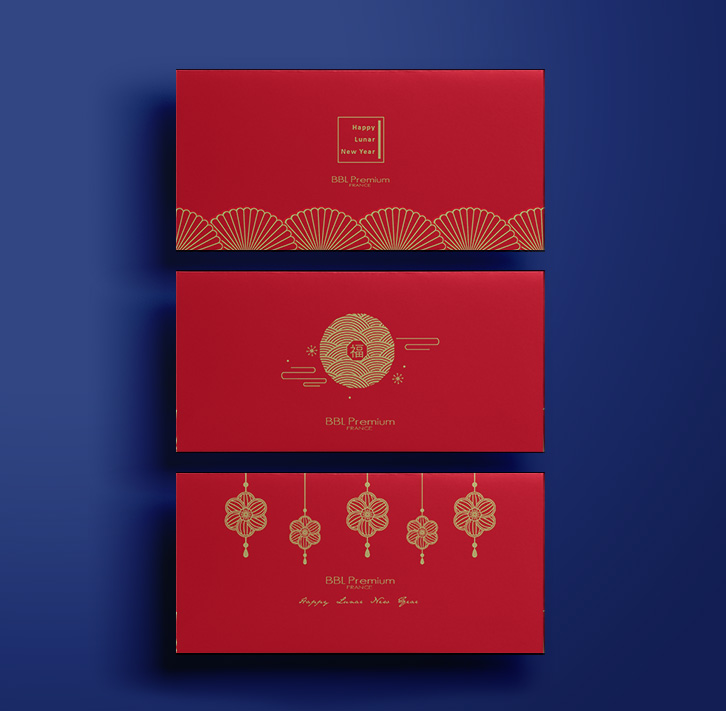 Happy
Lunar
New Year
BBL Premium
FRANCE
福
BBL Premium
FRANCE
BBL Premium
FRANCE
Happy Lunar New Year